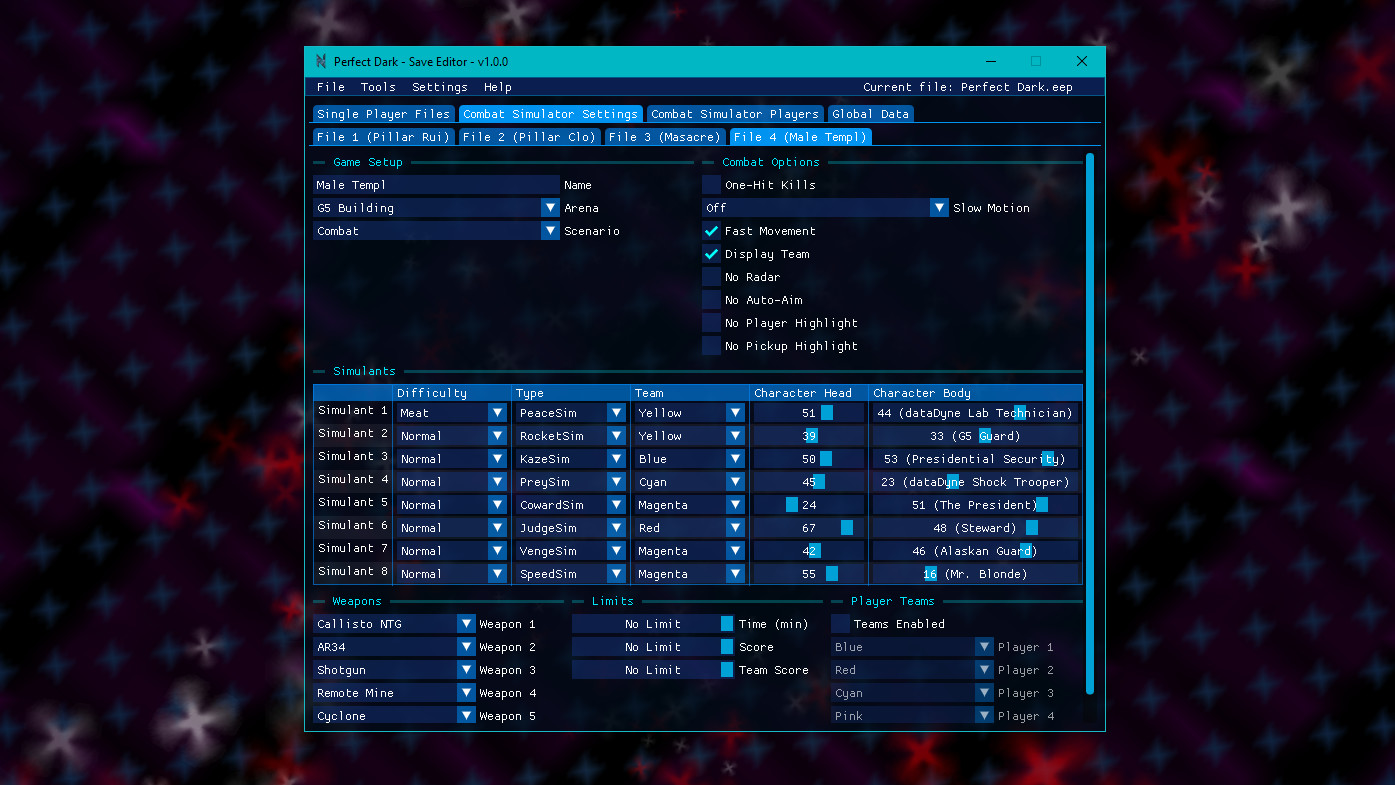 Perfect Dark - Save Editor - v1.0.0
File Tools Settings Help Current file: Perfect Dark.eep
Single Player Files Combat Simulator Settings Combat Simulator Players Global Data
File 1 (Pillar Rui) File 2 (Pillar Clo) File 3 (Masacre) File 4 (Male Templ)
Game Setup Combat Options
Male Templ Name One-Hit Kills
G5 Building Arena Off Slow Motion
Combat Scenario Fast Movement
Display Team
No Radar
No Auto-Aim
No Player Highlight
No Pickup Highlight
Simulants
Difficulty Type Team Character Head Character Body
Simulant 1 Meat PeaceSim Yellow 51 44 (dataDyne Lab Technician)
Simulant 2 Normal RocketSim Yellow 39 33 (G5 Guard)
Simulant 3 Normal KazeSim Blue 50 53 (Presidential Security)
Simulant 4 Normal PreySim Cyan 45 23 (dataDyne Shock Trooper)
Simulant 5 Normal CowardSim Magenta 24 51 (The President)
Simulant 6 Normal JudgeSim Red 67 48 (Steward)
Simulant 7 Normal VengeSim Magenta 42 46 (Alaskan Guard)
Simulant 8 Normal SpeedSim Magenta 55 16 (Mr. Blonde)
Weapons Limits Player Teams
Callisto NTG Weapon 1 No Limit Time (min) Teams Enabled
AR34 Weapon 2 No Limit Score Blue Player 1
Shotgun Weapon 3 No Limit Team Score Red Player 2
Remote Mine Weapon 4 Cyan Player 3
Cyclone Weapon 5 Pink Player 4